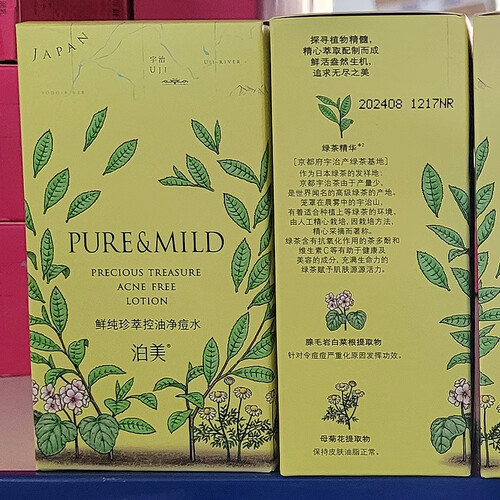 JAPAN
宇治
UJI
UJI-RIVER
PURE&MILD
PRECIOUS TREASURE
ACNE FREE
LOTION
鲜纯珍萃控油净痘水
泊美®
探寻植物精髓,
精心萃取配制而成
鲜活盎然生机,
追求无尽之美
202408 1217NR
绿茶精华*²
[京都府宇治产绿茶基地]
作为日本绿茶的发祥地:
京都宇治茶由于产量少,
是世界闻名的高级绿茶的产地。
笼罩在晨雾中的宇治山,
有着适合种植上等绿茶的环境,
由人工精心栽培、因栽培方法、
精心采摘而著称。
绿茶含有抗氧化作用的茶多酚和
维生素C等有助于健康及
美容的成分、充满生命力的
绿茶赋予肌肤源源活力。
腺毛岩白菜根提取物
针对令痘痘严重化原因发挥功效。
母菊花提取物
保持皮肤油脂正常。